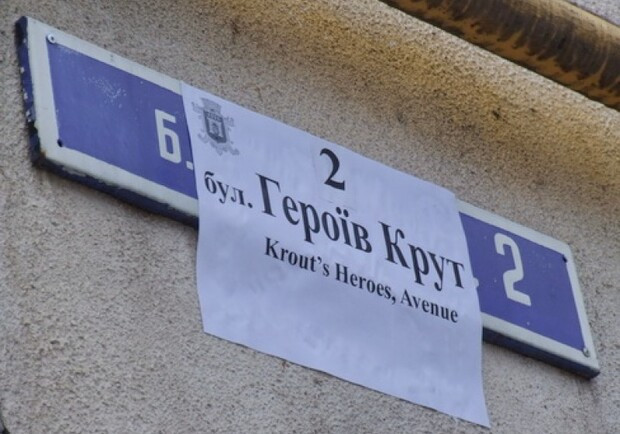 Б.
2
бул. Героїв Крут
Krout's Heroes, Avenue
. 2